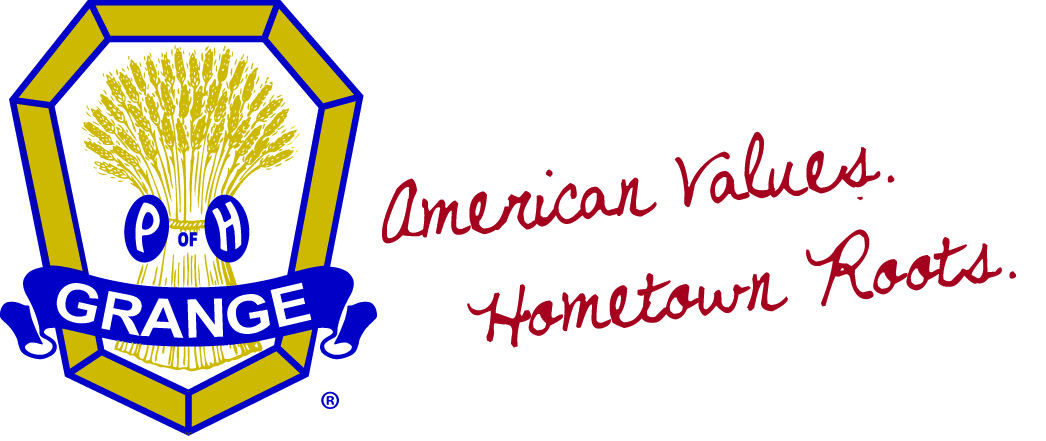 P OF H
GRANGE
®
American Values.
Hometown Roots.